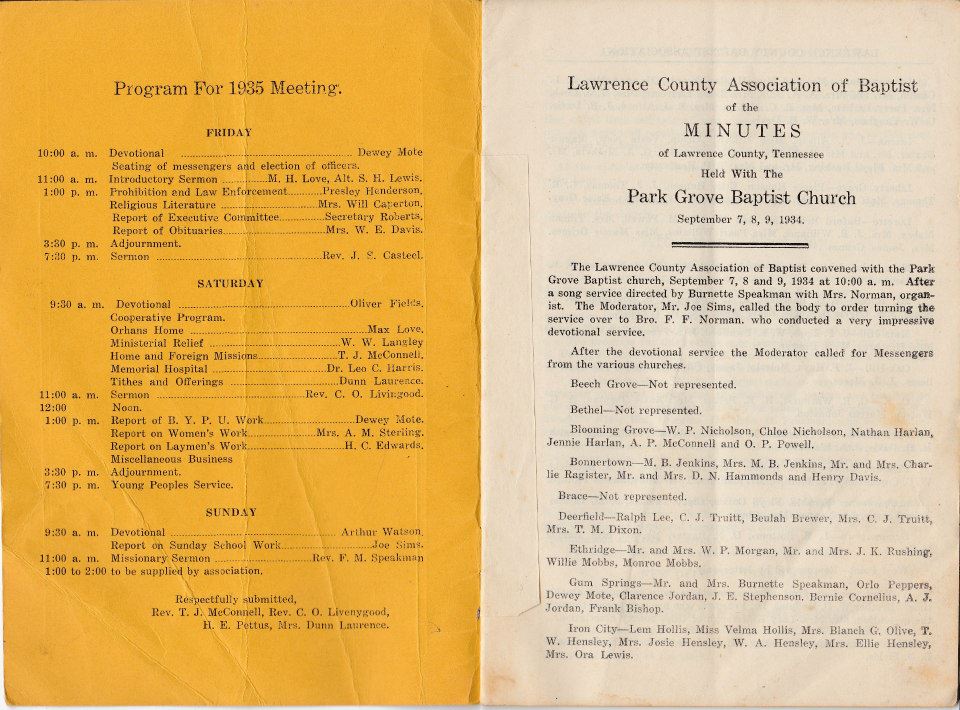 Program For 1935 Meeting.
FRIDAY
10:00 a. m. Devotional ........ Dewey Mote
Seating of messengers and election of officers.
11:00 a. m. Introductory Sermon ........ M. H. Love, Alt. S. H. Lewis.
1:00 p. m. Prohibition and Law Enforcement ........ Presley Henderson.
Religious Literature ........ Mrs. Will Caperton.
Report of Executive Committee ........ Secretary Roberts.
Report of Obituaries ........ Mrs. W. E. Davis.
3:30 p. m. Adjournment.
7:30 p. m. Sermon ........ Rev. J. S. Casteel.
SATURDAY
9:30 a. m. Devotional ........ Oliver Fields.
Cooperative Program.
Orhans Home ........ Max Love.
Ministerial Relief ........ W. W. Langley
Home and Foreign Missions ........ T. J. McConnell.
Memorial Hospital ........ Dr. Leo C. Harris.
Tithes and Offerings ........ Dunn Laurence.
11:00 a. m. Sermon ........ Rev. C. O. Livingood.
12:00 Noon.
1:00 p. m. Report of B. Y. P. U. Work ........ Dewey Mote.
Report on Women's Work ........ Mrs. A. M. Sterling.
Report on Laymen's Work ........ H. C. Edwards.
Miscellaneous Business
3:30 p. m. Adjournment.
7:30 p. m. Young Peoples Service.
SUNDAY
9:30 a. m. Devotional ........ Arthur Watson.
Report on Sunday School Work ........ Joe Sims.
11:00 a. m. Missionary Sermon ........ Rev. F. M. Speakman
1:00 to 2:00 to be supplied by association.
Respectfully submitted,
Rev. T. J. McConnell, Rev. C. O. Livenygood,
H. E. Pettus, Mrs. Dunn Laurence.
Lawrence County Association of Baptist
of the
MINUTES
of Lawrence County, Tennessee
Held With The
Park Grove Baptist Church
September 7, 8, 9, 1934.
The Lawrence County Association of Baptist convened with the Park
Grove Baptist church, September 7, 8 and 9, 1934 at 10:00 a. m. After
a song service directed by Burnette Speakman with Mrs. Norman, organ-
ist. The Moderator, Mr. Joe Sims, called the body to order turning the
service over to Bro. F. F. Norman. who conducted a very impressive
devotional service.
After the devotional service the Moderator called for Messengers
from the various churches.
Beech Grove—Not represented.
Bethel—Not represented.
Blooming Grove—W. P. Nicholson, Chloe Nicholson, Nathan Harlan,
Jennie Harlan, A. P. McConnell and O. P. Powell.
Bonnertown—M. B. Jenkins, Mrs. M. B. Jenkins, Mr. and Mrs. Char-
lie Ragister, Mr. and Mrs. D. N. Hammonds and Henry Davis.
Brace—Not represented.
Deerfield—Ralph Lee, C. J. Truitt, Beulah Brewer, Mrs. C. J. Truitt,
Mrs. T. M. Dixon.
Ethridge—Mr. and Mrs. W. P. Morgan, Mr. and Mrs. J. K. Rushing,
Willie Mobbs, Monroe Mobbs.
Gum Springs—Mr. and Mrs. Burnette Speakman, Orlo Peppers,
Dewey Mote, Clarence Jordan, J. E. Stephenson, Bernie Cornelius, A. J.
Jordan, Frank Bishop.
Iron City—Lem Hollis, Miss Velma Hollis, Mrs. Blanch G. Olive, T.
W. Hensley, Mrs. Josie Hensley, W. A. Hensley, Mrs. Ellie Hensley,
Mrs. Ora Lewis.